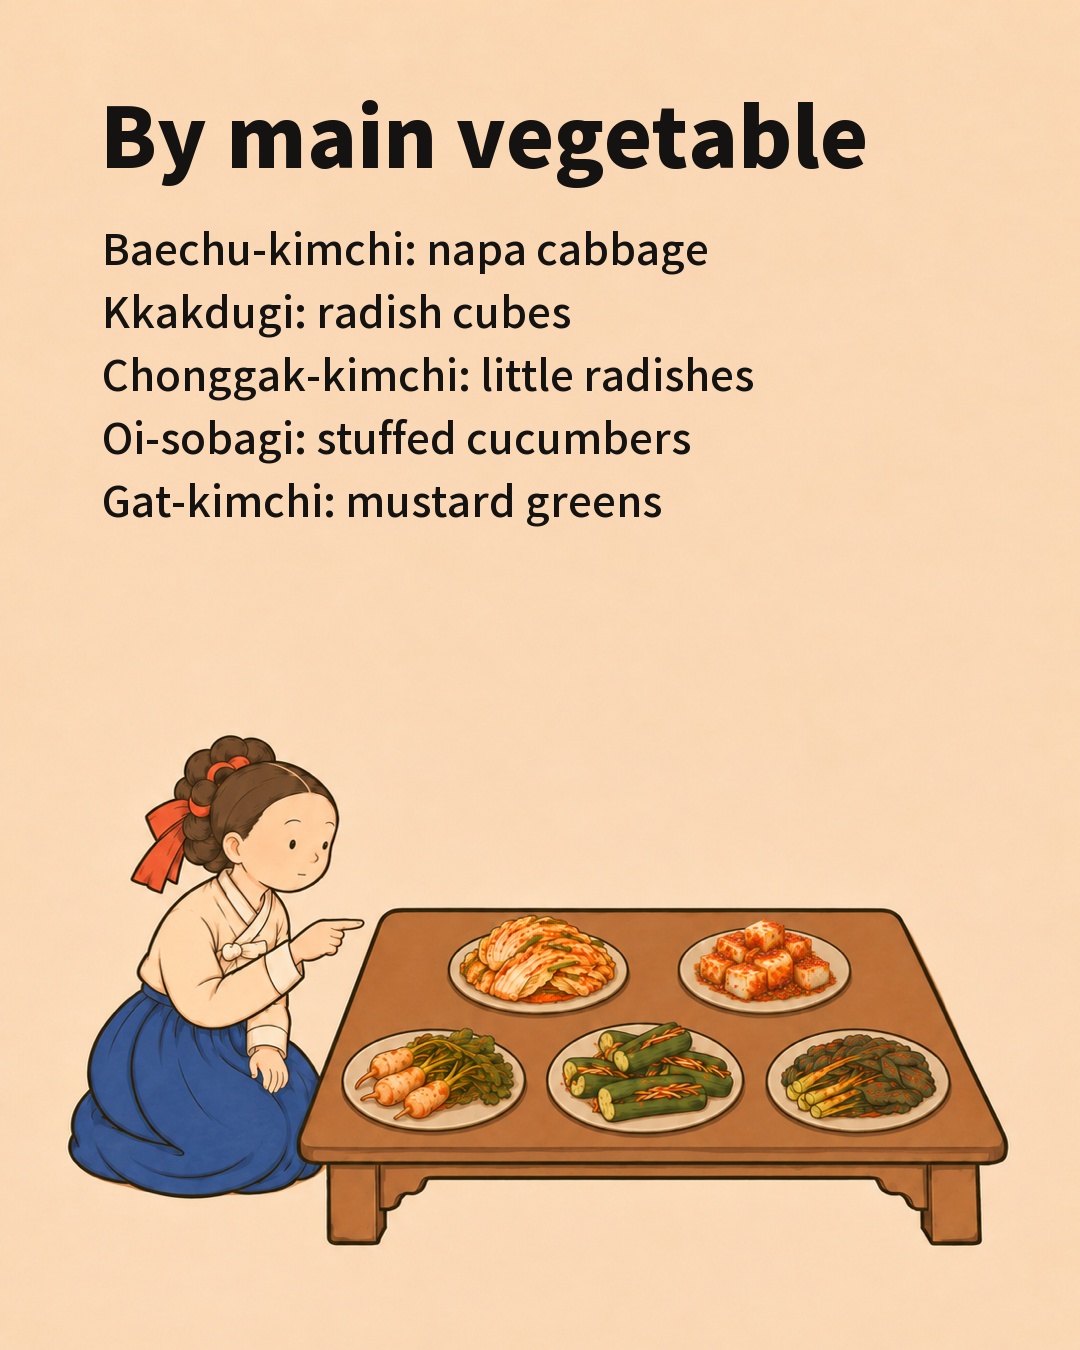 By main vegetable
Baechu-kimchi: napa cabbage
Kkakdugi: radish cubes
Chonggak-kimchi: little radishes
Oi-sobagi: stuffed cucumbers
Gat-kimchi: mustard greens